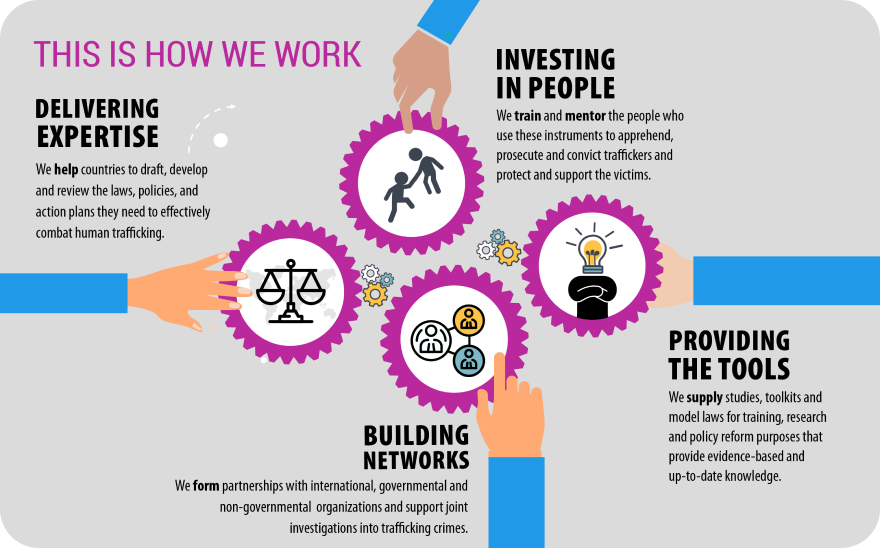 THIS IS HOW WE WORK
DELIVERING
EXPERTISE
We help countries to draft, develop
and review the laws, policies, and
action plans they need to effectively
combat human trafficking.
INVESTING
IN PEOPLE
We train and mentor the people who
use these instruments to apprehend,
prosecute and convict traffickers and
protect and support the victims.
PROVIDING
THE TOOLS
We supply studies, toolkits and
model laws for training, research
and policy reform purposes that
provide evidence-based and
up-to-date knowledge.
BUILDING
NETWORKS
We form partnerships with international, governmental and
non-governmental organizations and support joint
investigations into trafficking crimes.